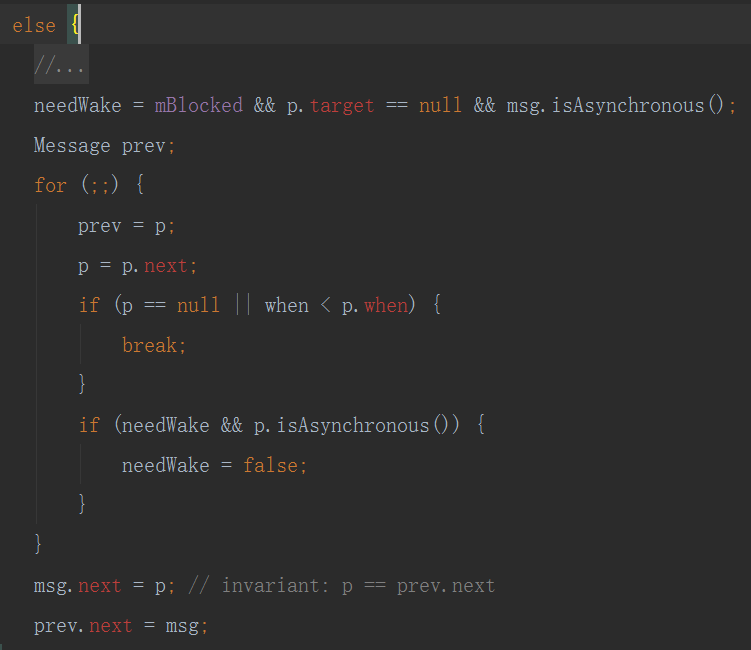 else {
//...
needWake = mBlocked && p.target == null && msg.isAsynchronous();
Message prev;
for (;;) {
prev = p;
p = p.next;
if (p == null || when < p.when) {
break;
}
if (needWake && p.isAsynchronous()) {
needWake = false;
}
}
msg.next = p; // invariant: p == prev.next
prev.next = msg;